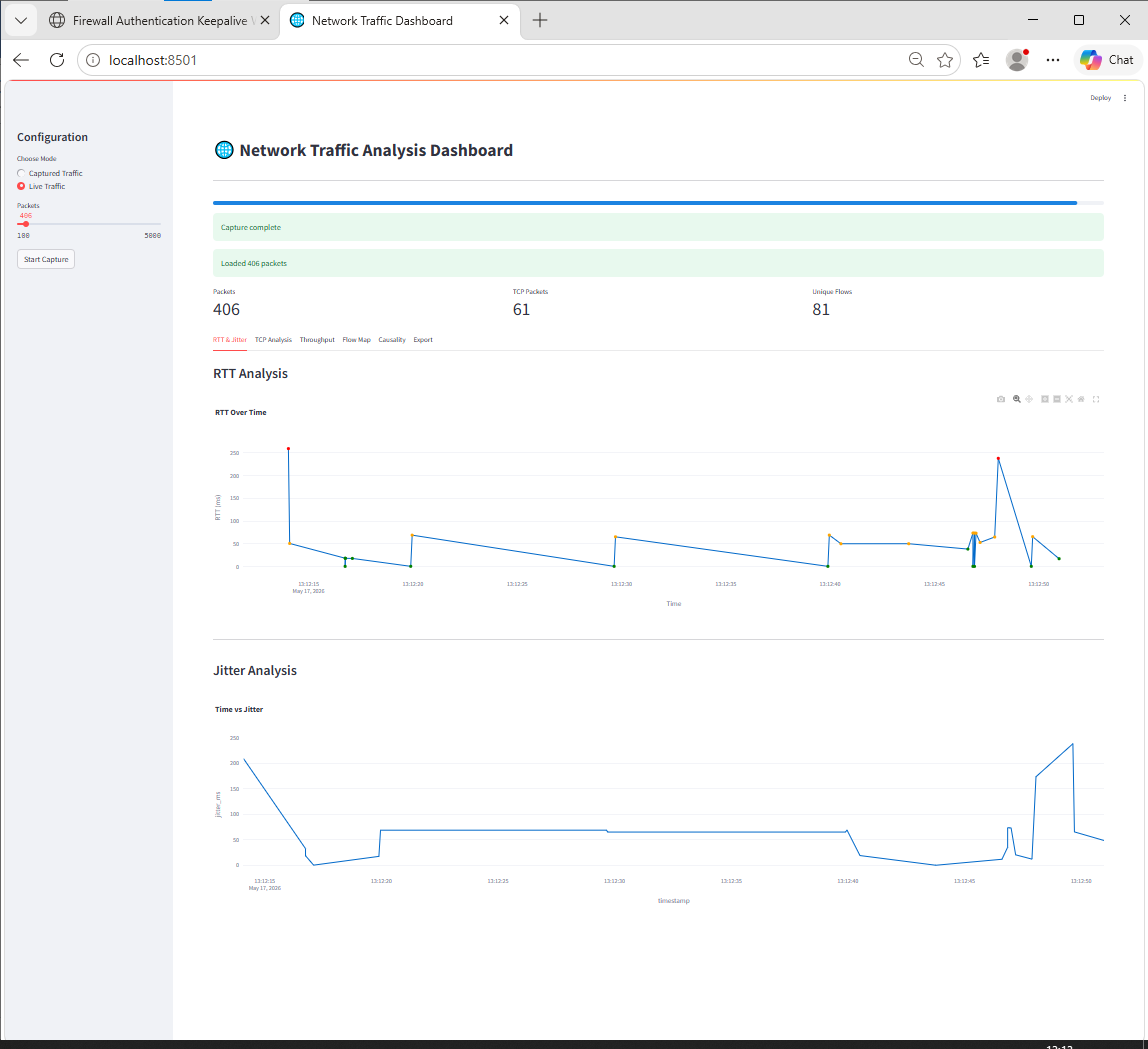 Firewall Authentication Keepalive
Network Traffic Dashboard
localhost:8501
Chat
Deploy
Configuration
Choose Mode
Captured Traffic
Live Traffic
Packets
406
100 5000
Start Capture
Network Traffic Analysis Dashboard
Capture complete
Loaded 406 packets
Packets TCP Packets Unique Flows
406 61 81
RTT & Jitter TCP Analysis Throughput Flow Map Causality Export
RTT Analysis
RTT Over Time
250
200
150
100
50
0
RTT (ms)
13:12:15 13:12:20 13:12:25 13:12:30 13:12:35 13:12:40 13:12:45 13:12:50
May 17, 2026
Time
Jitter Analysis
Time vs Jitter
250
200
150
100
50
0
jitter_ms
13:12:15 13:12:20 13:12:25 13:12:30 13:12:35 13:12:40 13:12:45 13:12:50
May 17, 2026
timestamp